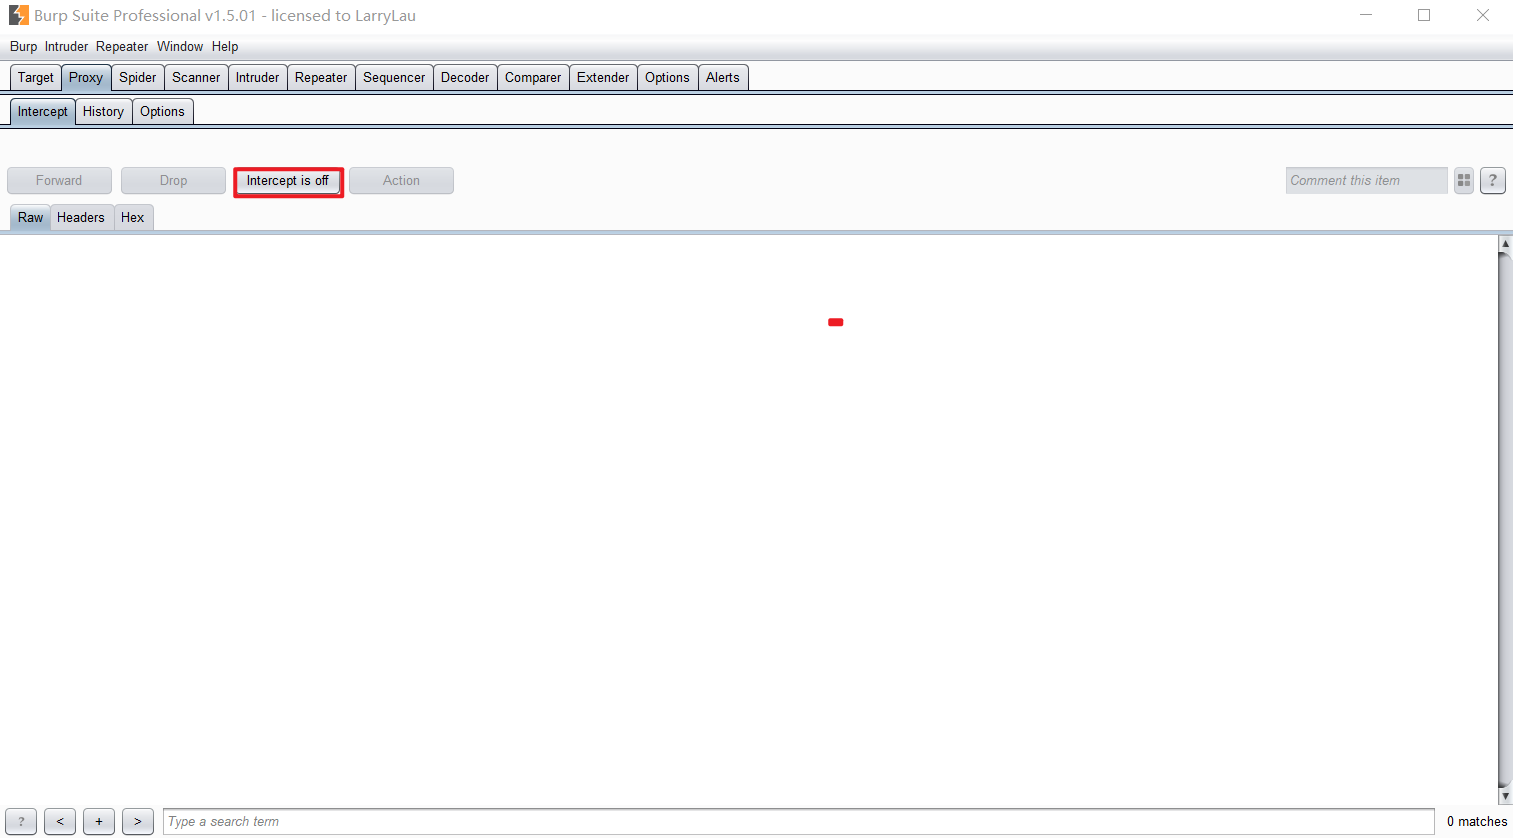 Burp Suite Professional v1.5.01 - licensed to LarryLau
Burp Intruder Repeater Window Help
Target Proxy Spider Scanner Intruder Repeater Sequencer Decoder Comparer Extender Options Alerts
Intercept History Options
Forward Drop Intercept is off Action Comment this item ?
Raw Headers Hex
? < + > Type a search term 0 matches